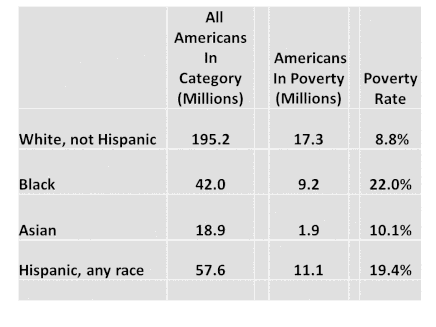 All
Americans
In
Category
(Millions)
Americans
In Poverty
(Millions)
Poverty
Rate
White, not Hispanic 195.2 17.3 8.8%
Black 42.0 9.2 22.0%
Asian 18.9 1.9 10.1%
Hispanic, any race 57.6 11.1 19.4%